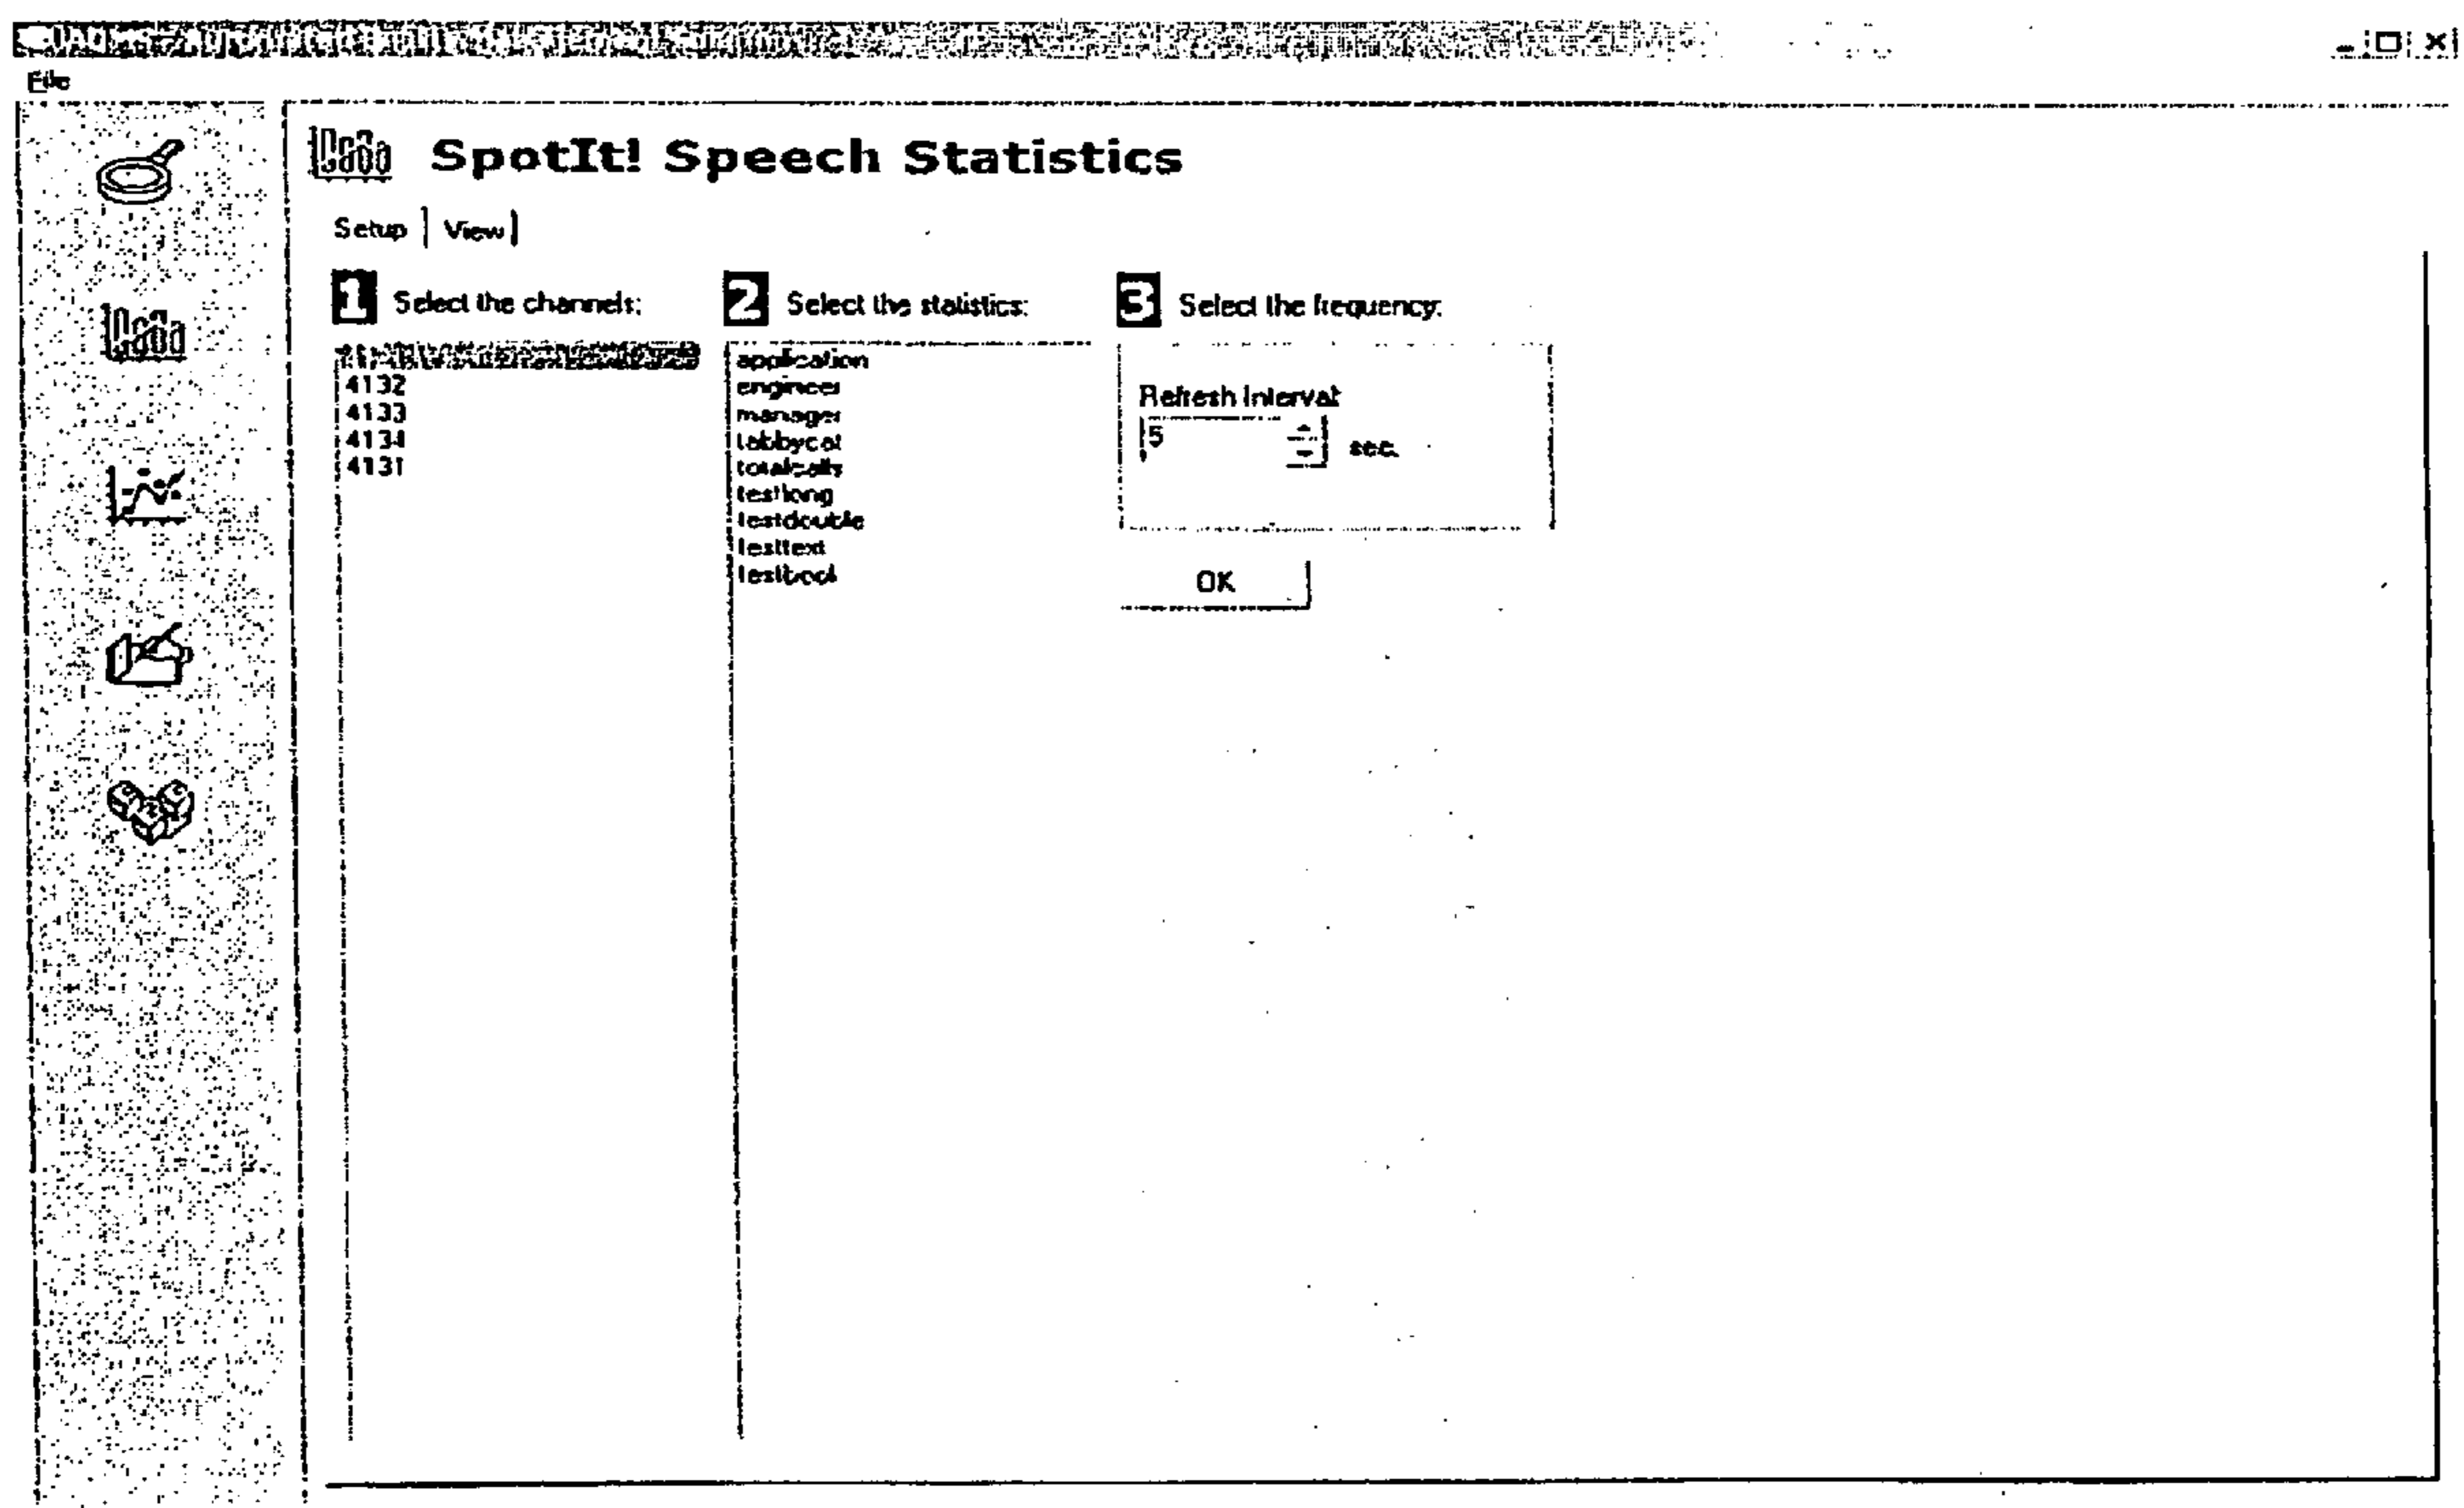 File
SpotIt! Speech Statistics
Setup View
1 Select the channels:
2 Select the statistics:
3 Select the frequency:
4132
4133
4134
4131
application
engineer
manager
tabbycat
totalcalls
testlong
testdouble
testtext
testbool
Refresh Interval:
5 sec.
OK